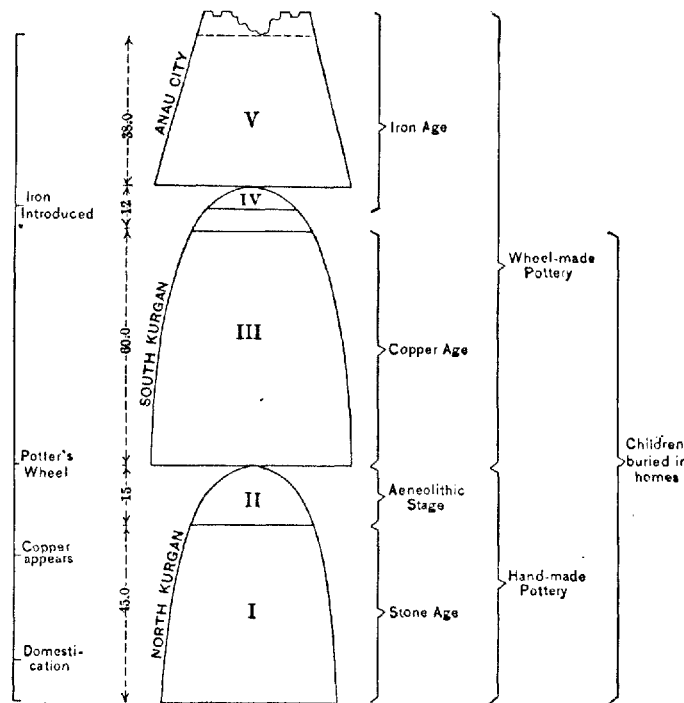 ANAU CITY
38.0
V
Iron Age
Iron
Introduced
12
IV
Wheel-made
Pottery
SOUTH KURGAN
60.0
III
Copper Age
Potter's
Wheel
Children
buried in
homes
15
II
Aeneolithic
Stage
Copper
appears
NORTH KURGAN
45.0
I
Stone Age
Hand-made
Pottery
Domesti-
cation